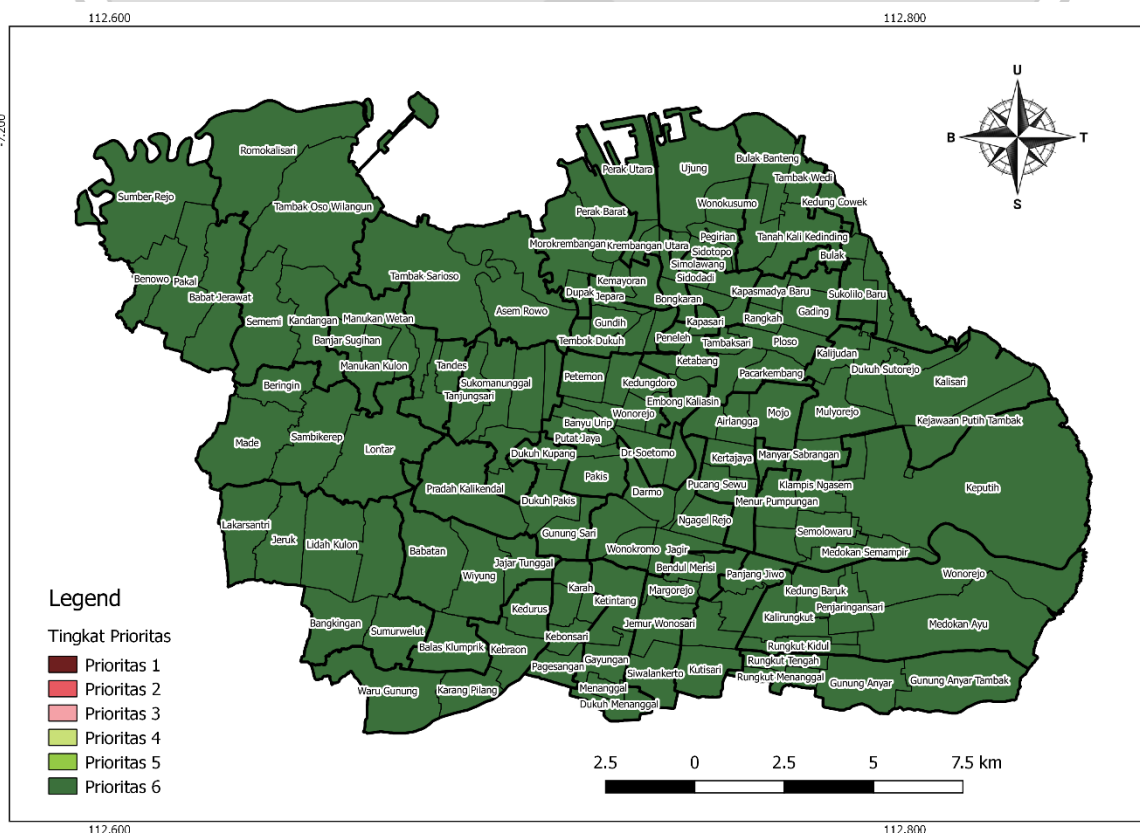 112.600 112.800
-7.200
U
B T
S
Romokalisari
Sumber Rejo
Tambak Oso Wilangun
Perak Utara
Ujung
Bulak Banteng
Tambak Wedi
Wonokusumo
Kedung Cowek
Perak Barat
Morokrembangan
Krembangan Utara
Pegirian
Sidotopo
Tanah Kali Kedinding
Bulak
Simolawang
Sidodadi
Benowo
Pakal
Babat Jerawat
Tambak Sarioso
Kemayoran
Dupak
Jepara
Bongkaran
Kapasmadya Baru
Sukolilo Baru
Asem Rowo
Gading
Sememi
Kandangan
Manukan Wetan
Gundih
Kapasari
Rangkah
Banjar Sugihan
Tembok Dukuh
Peneleh
Tambaksari
Ploso
Kalijudan
Manukan Kulon
Tandes
Ketabang
Dukuh Sutorejo
Beringin
Sukomanunggal
Tanjungsari
Petemon
Kedungdoro
Pacarkembang
Kalisari
Embong Kaliasin
Made
Sambikerep
Lontar
Banyu Urip
Wonorejo
Airlangga
Mojo
Mulyorejo
Kejawaan Putih Tambak
Putat Jaya
Dukuh Kupang
Dr. Soetomo
Kertajaya
Manyar Sabrangan
Pradah Kalikendal
Pakis
Pucang Sewu
Klampis Ngasem
Keputih
Dukuh Pakis
Darmo
Menur Pumpungan
Lakarsantri
Jeruk
Lidah Kulon
Gunung Sari
Ngagel Rejo
Semolowaru
Babatan
Wonokromo
Jagir
Medokan Semampir
Wiyung
Jajar Tunggal
Bendul Merisi
Panjang Jiwo
Wonorejo
Karah
Margorejo
Kedung Baruk
Ketintang
Penjaringansari
Kedurus
Kalirungkut
Medokan Ayu
Bangkingan
Sumurwelut
Jemur Wonosari
Kebonsari
Balas Klumprik
Kebraon
Rungkut Kidul
Pagesangan
Gayungan
Rungkut Tengah
Siwalankerto
Kutisari
Rungkut Menanggal
Gunung Anyar
Gunung Anyar Tambak
Waru Gunung
Karang Pilang
Menanggal
Dukuh Menanggal
Legend
Tingkat Prioritas
Prioritas 1
Prioritas 2
Prioritas 3
Prioritas 4
Prioritas 5
Prioritas 6
2.5 0 2.5 5 7.5 km
112.600 112.800